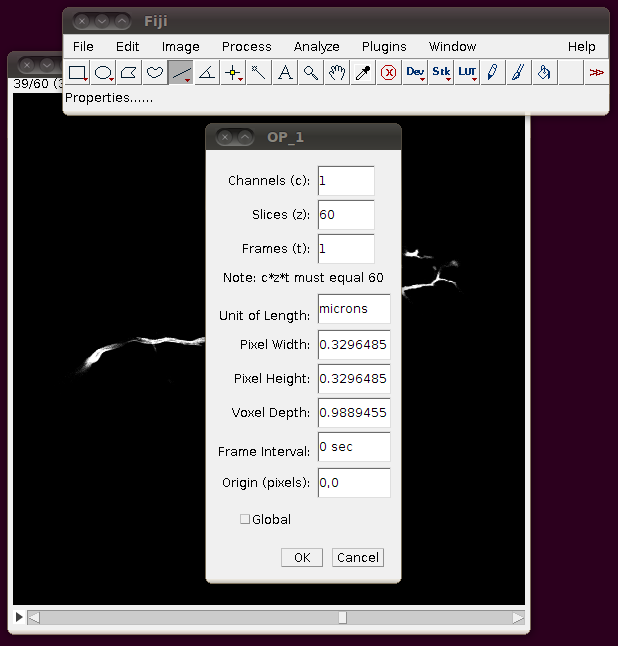 Fiji
File Edit Image Process Analyze Plugins Window Help
A Dev Stk LUT >>
Properties......
39/60 (3
OP_1
Channels (c): 1
Slices (z): 60
Frames (t): 1
Note: c*z*t must equal 60
Unit of Length: microns
Pixel Width: 0.3296485
Pixel Height: 0.3296485
Voxel Depth: 0.9889455
Frame Interval: 0 sec
Origin (pixels): 0,0
Global
OK Cancel